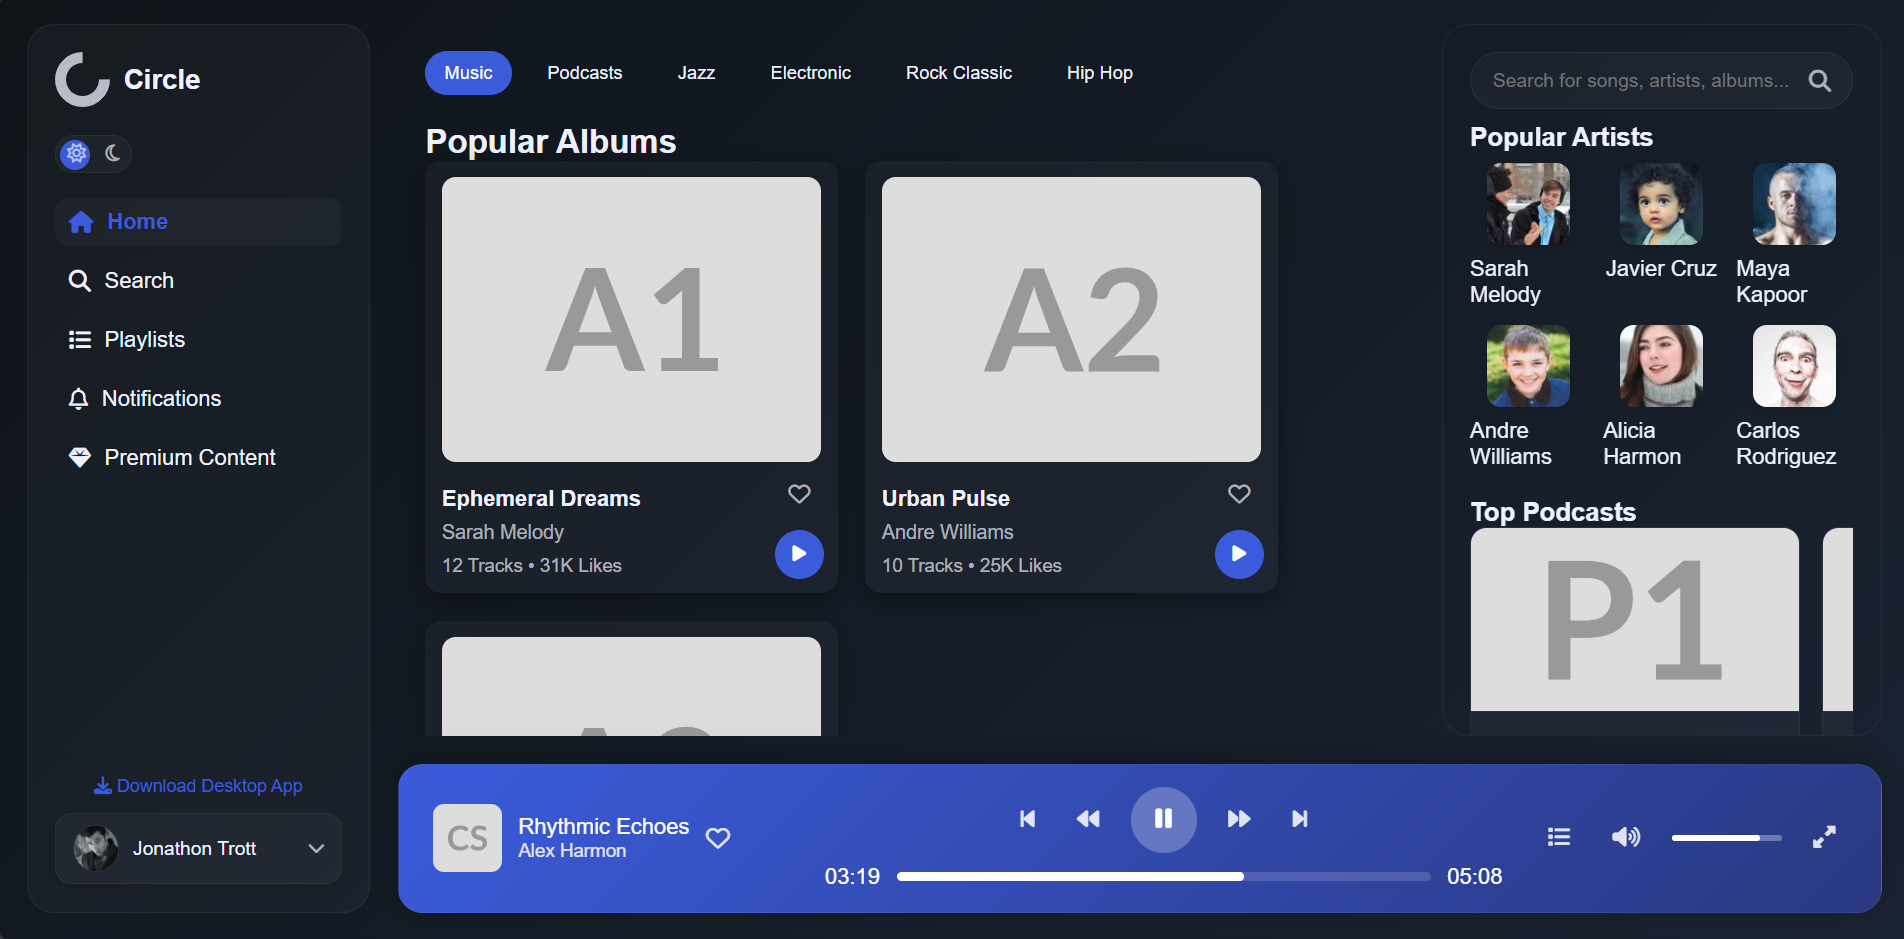 Circle
Home
Search
Playlists
Notifications
Premium Content
Download Desktop App
Jonathon Trott
Music
Podcasts
Jazz
Electronic
Rock Classic
Hip Hop
Popular Albums
A1
Ephemeral Dreams
Sarah Melody
12 Tracks • 31K Likes
A2
Urban Pulse
Andre Williams
10 Tracks • 25K Likes
Search for songs, artists, albums...
Popular Artists
Sarah
Melody
Javier Cruz
Maya
Kapoor
Andre
Williams
Alicia
Harmon
Carlos
Rodriguez
Top Podcasts
P1
CS
Rhythmic Echoes
Alex Harmon
03:19
05:08